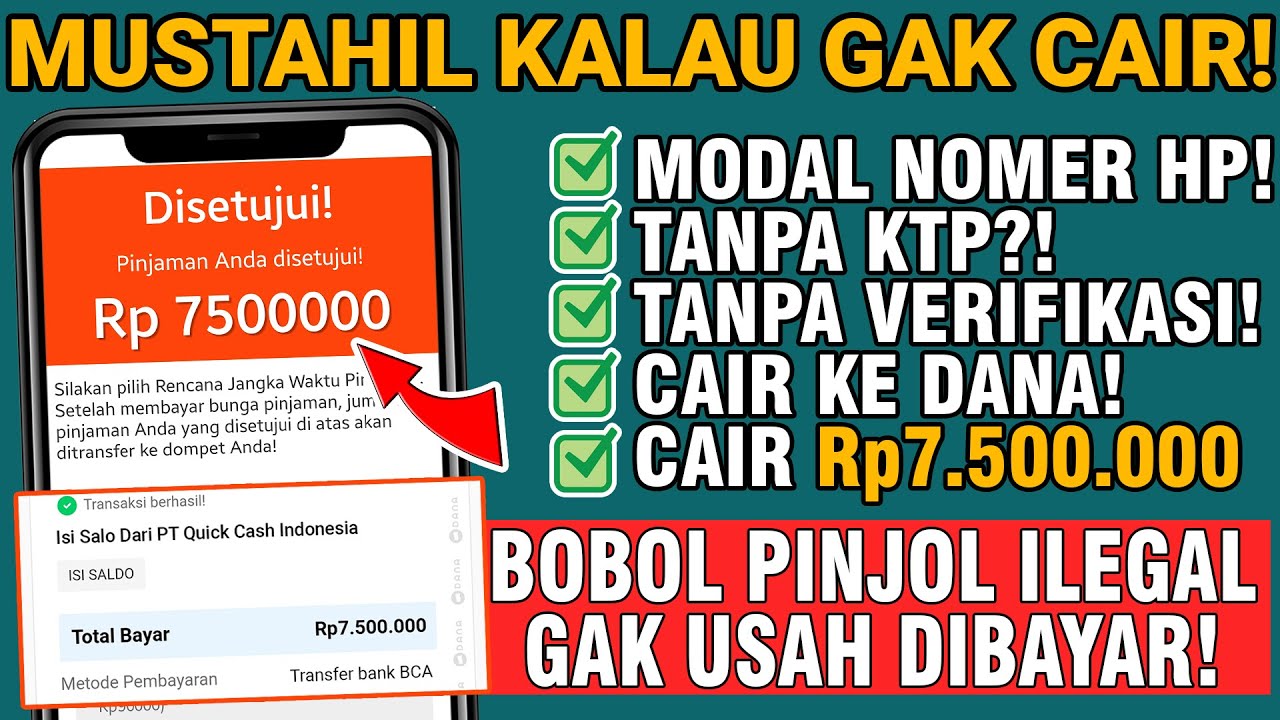 MUSTAHIL KALAU GAK CAIR!
Disetujui!
Pinjaman Anda disetujui!
Rp 7500000
Silakan pilih Rencana Jangka Waktu
Setelah membayar bunga pinjaman,
pinjaman Anda yang disetujui di atas akan
ditransfer ke dompet Anda!
Transaksi berhasil!
Isi Salo Dari PT Quick Cash Indonesia
ISI SALDO
Total Bayar Rp7.500.000
Metode Pembayaran Transfer bank BCA
DANA
DANA
DANA
MODAL NOMER HP!
TANPA KTP?!
TANPA VERIFIKASI!
CAIR KE DANA!
CAIR Rp7.500.000
BOBOL PINJOL ILEGAL
GAK USAH DIBAYAR!